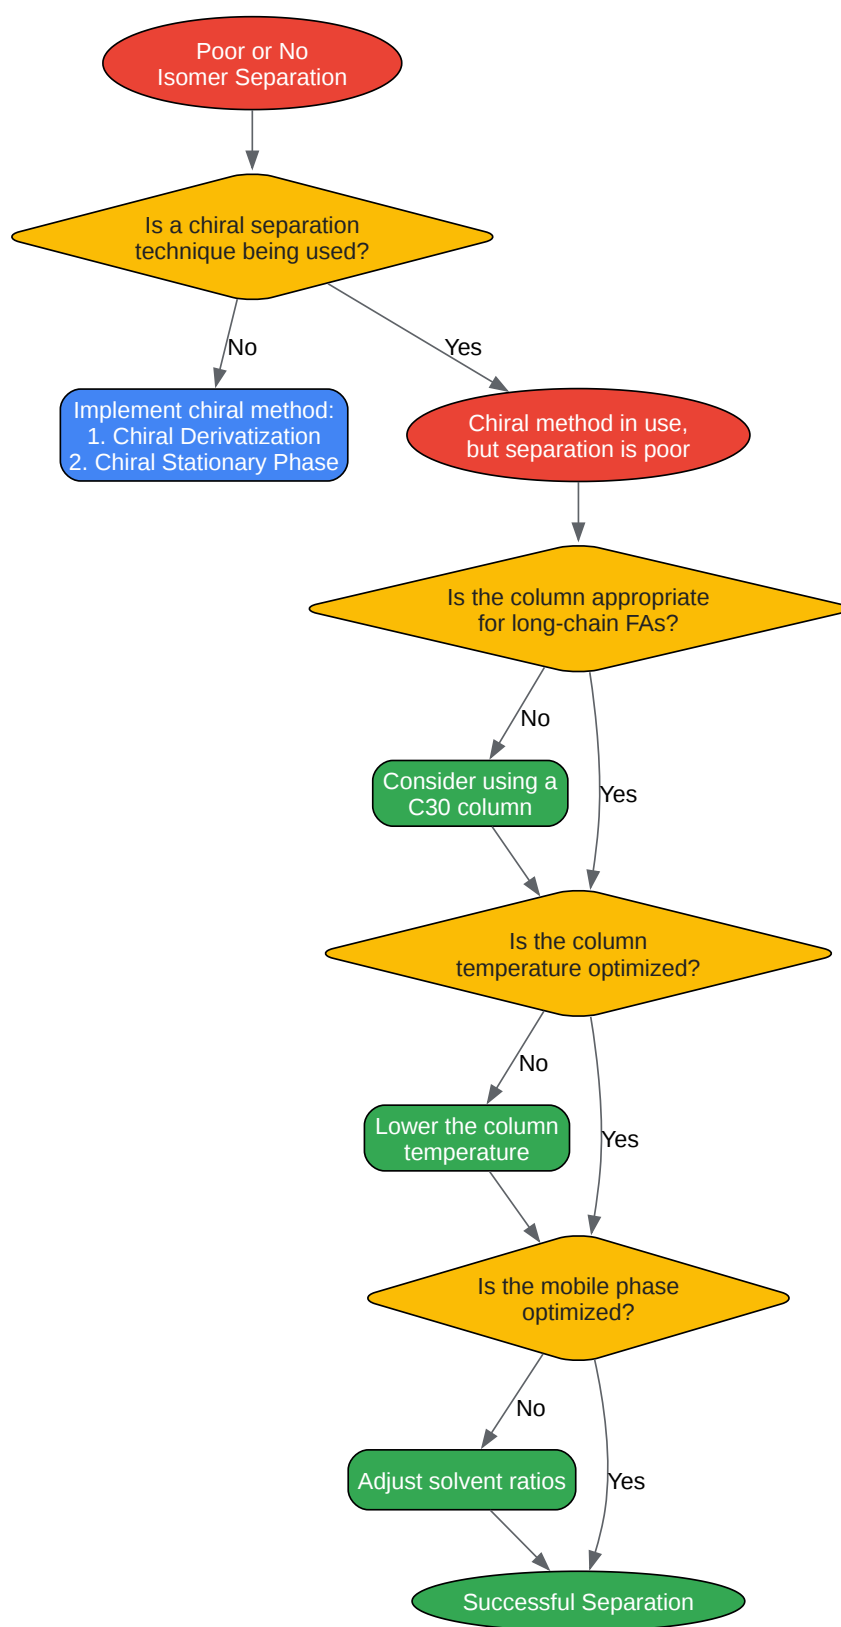 Poor or No
Isomer Separation
Is a chiral separation
technique being used?
No
Yes
Implement chiral method:
1. Chiral Derivatization
2. Chiral Stationary Phase
Chiral method in use,
but separation is poor
Is the column appropriate
for long-chain FAs?
No
Consider using a
C30 column
Yes
Is the column
temperature optimized?
No
Lower the column
temperature
Yes
Is the mobile phase
optimized?
No
Adjust solvent ratios
Yes
Successful Separation